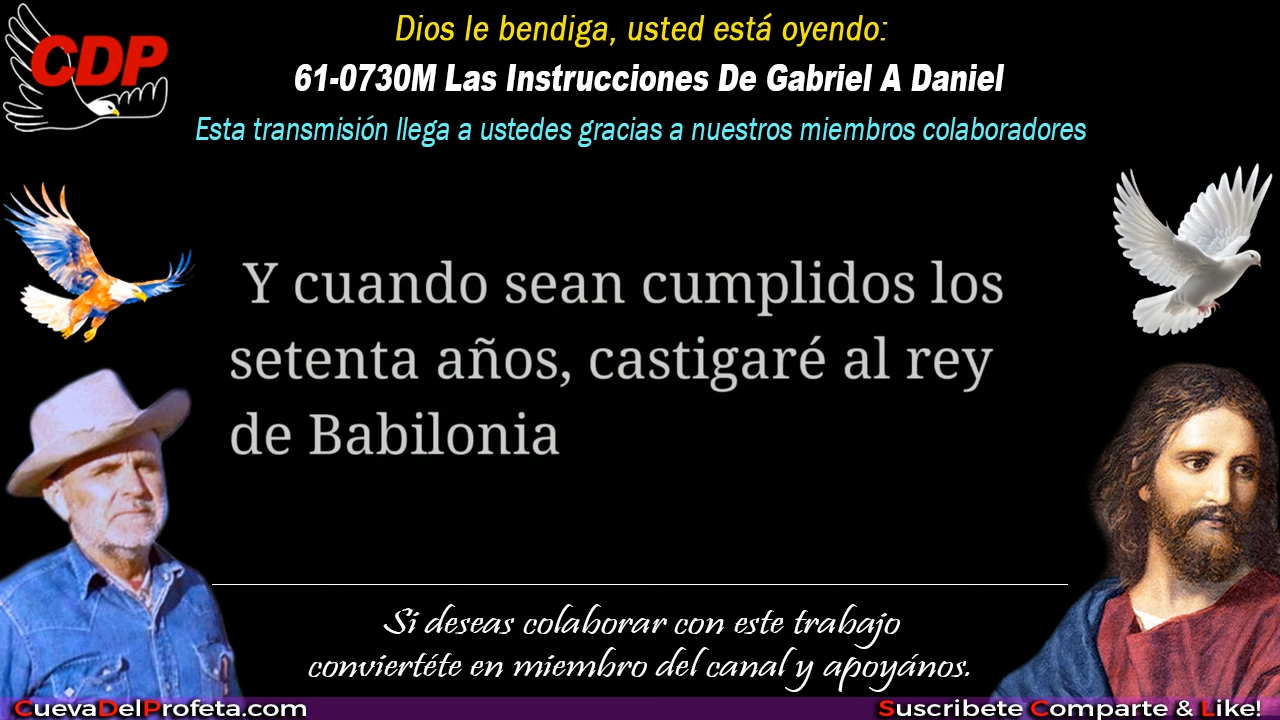 CDP
Dios le bendiga, usted está oyendo:
61-0730M Las Instrucciones De Gabriel A Daniel
Esta transmisión llega a ustedes gracias a nuestros miembros colaboradores
Y cuando sean cumplidos los
setenta años, castigaré al rey
de Babilonia
Si deseas colaborar con este trabajo
conviertéte en miembro del canal y apoyános.
CuevaDelProfeta.com
Suscribete Comparte & Like!